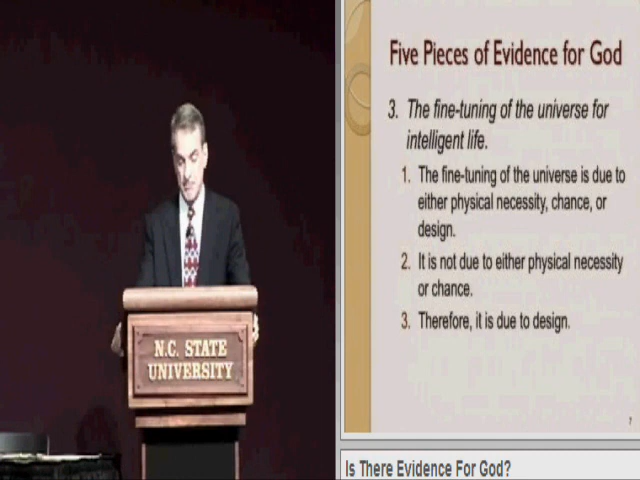 Five Pieces of Evidence for God
3. The fine-tuning of the universe for
intelligent life.
1. The fine-tuning of the universe is due to
either physical necessity, chance, or
design.
2. It is not due to either physical necessity
or chance.
3. Therefore, it is due to design.
7
N.C. STATE
UNIVERSITY
Is There Evidence For God?